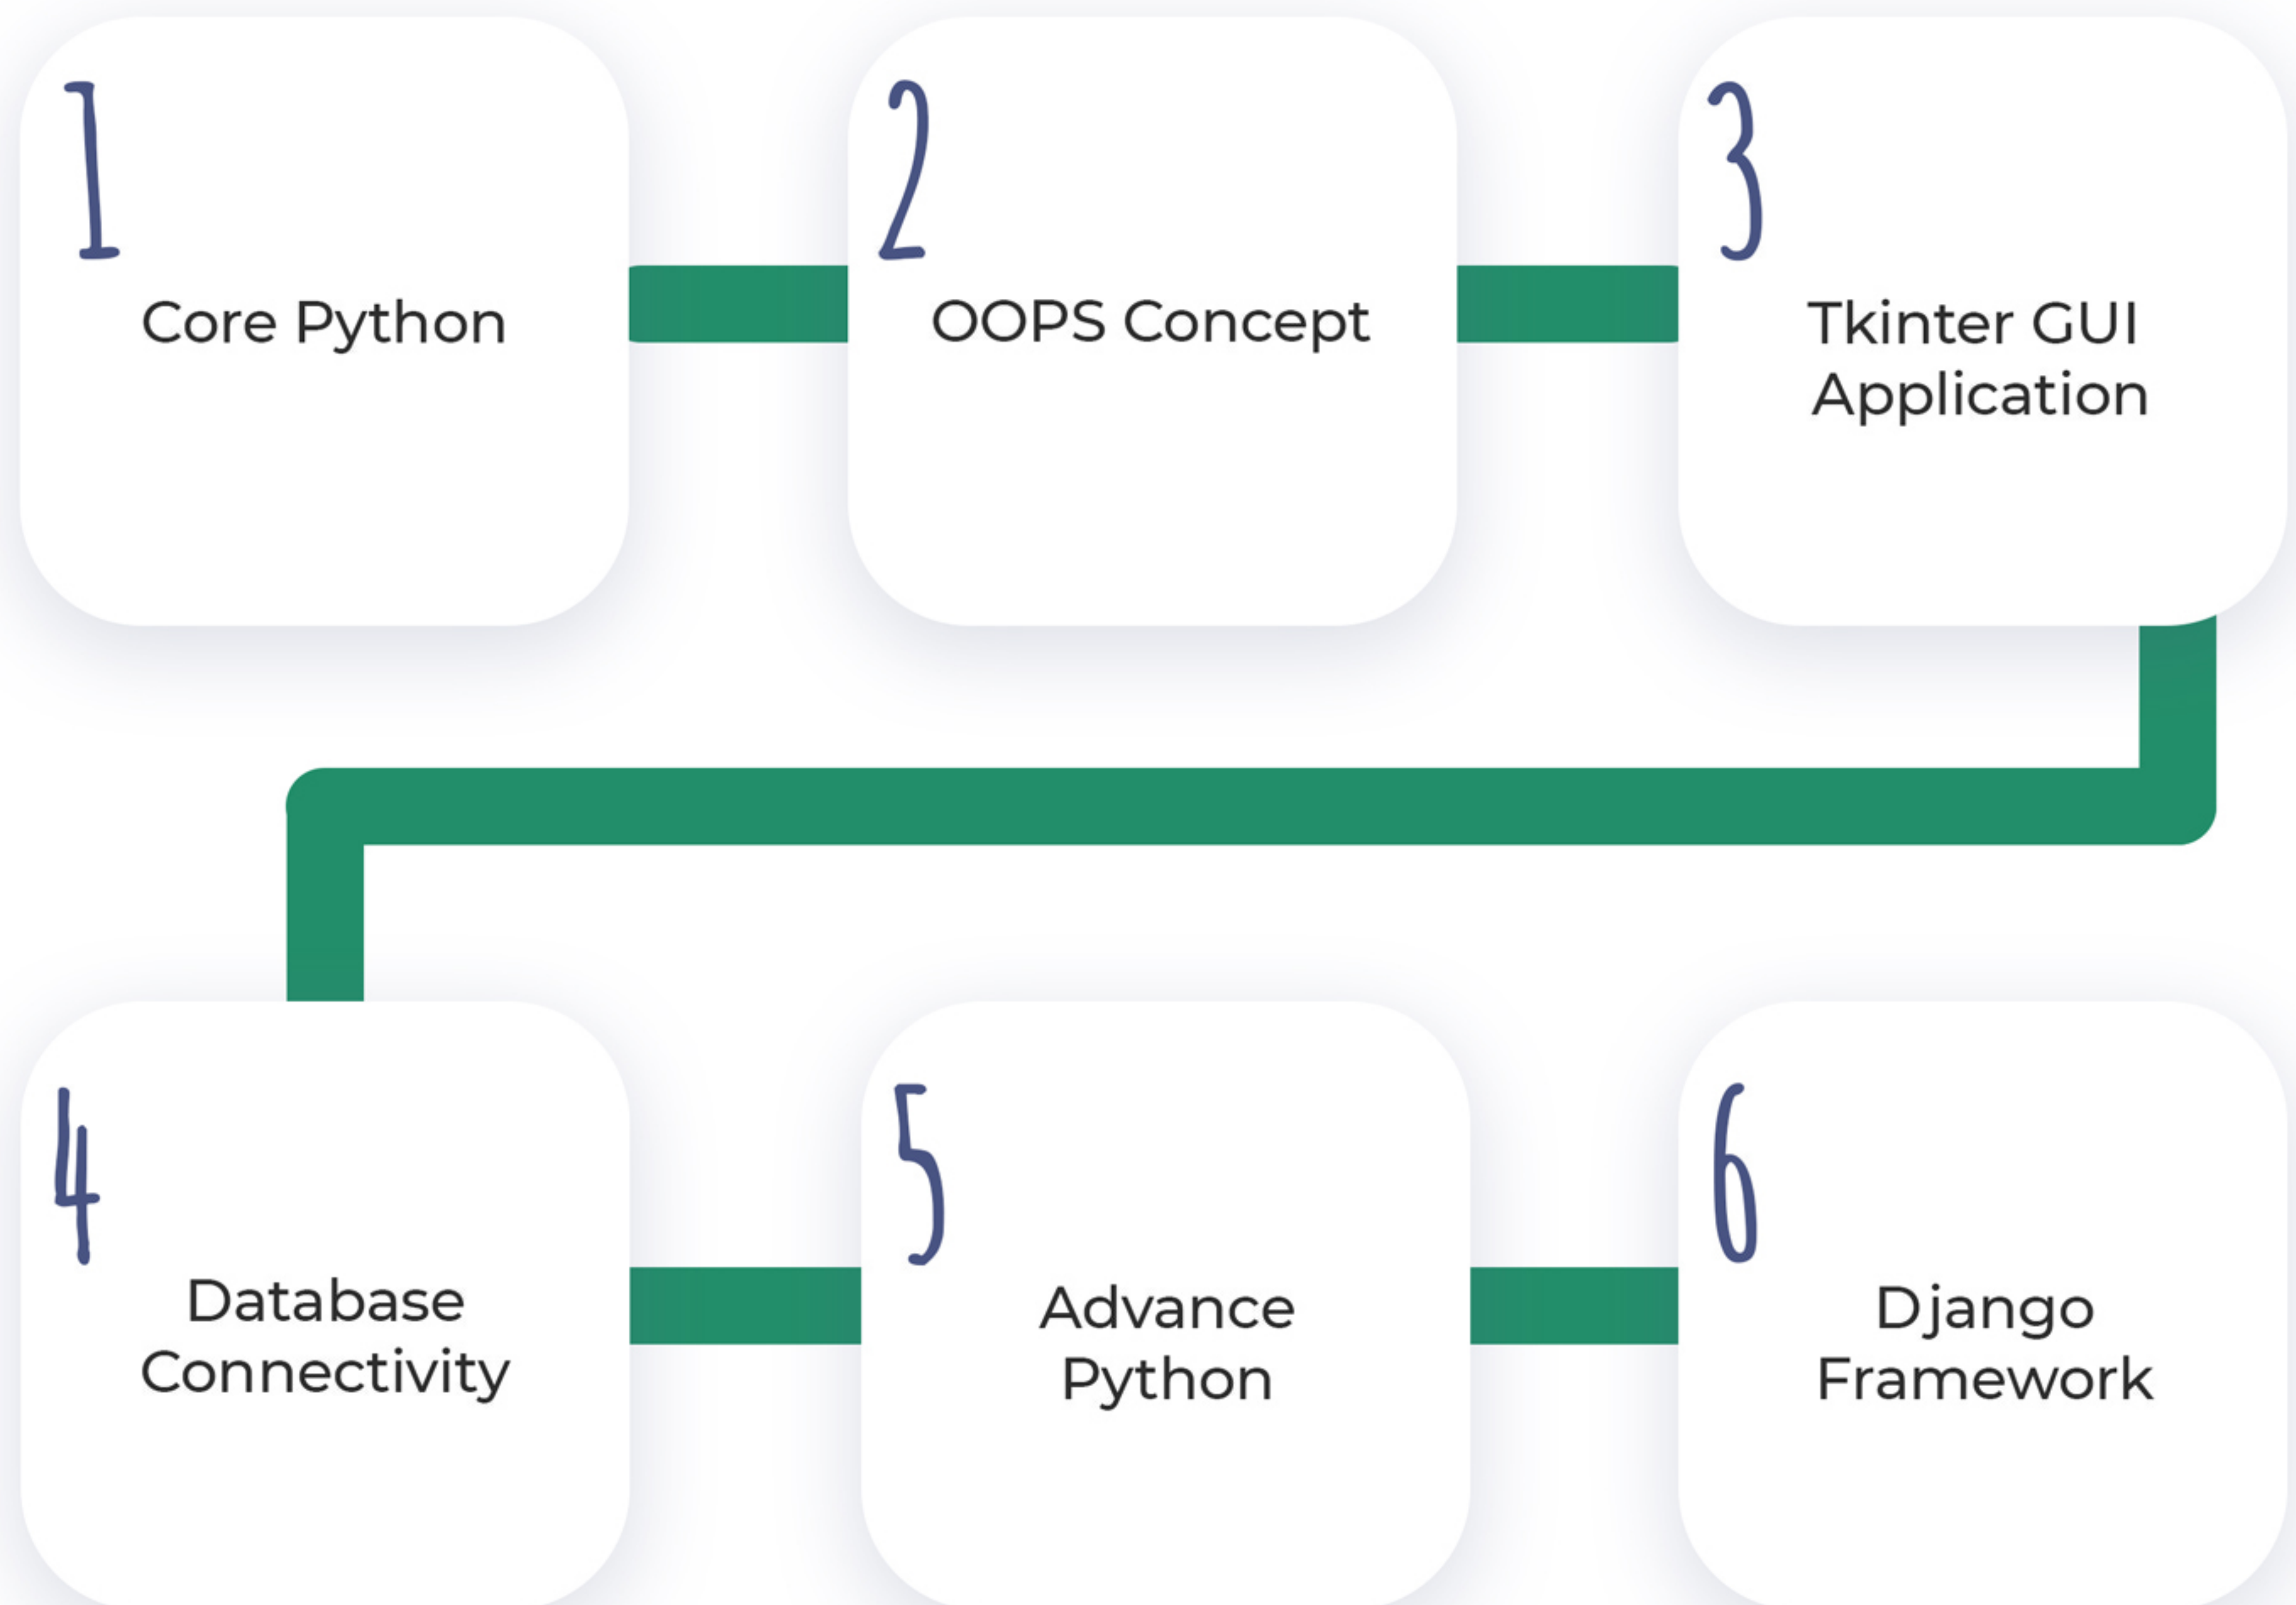 1
Core Python
2
OOPS Concept
3
Tkinter GUI
Application
4
Database
Connectivity
5
Advance
Python
6
Django
Framework